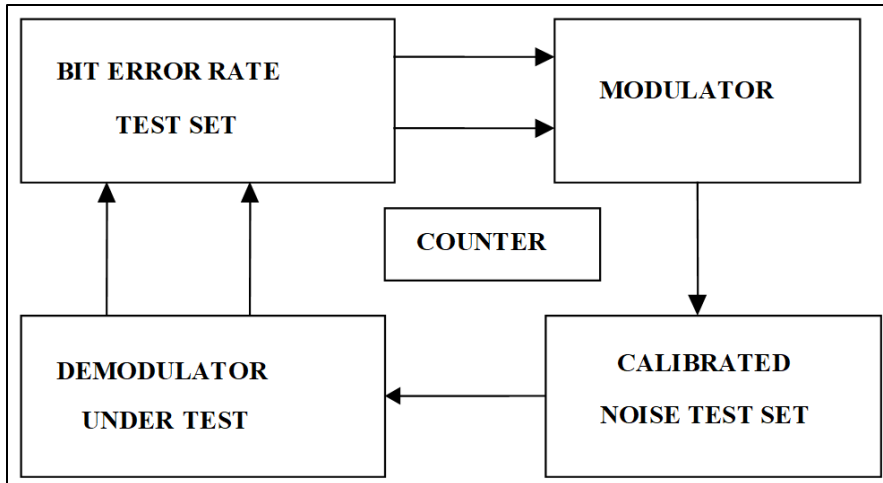 BIT ERROR RATE
TEST SET
MODULATOR
COUNTER
DEMODULATOR
UNDER TEST
CALIBRATED
NOISE TEST SET